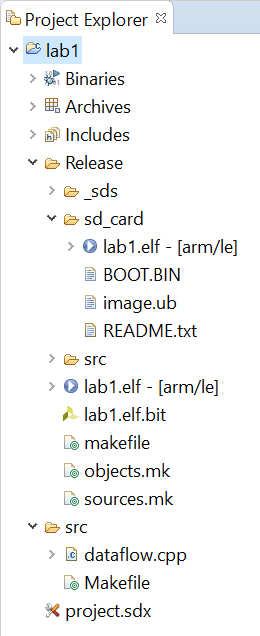 Project Explorer
lab1
Binaries
Archives
Includes
Release
_sds
sd_card
lab1.elf - [arm/le]
BOOT.BIN
image.ub
README.txt
src
lab1.elf - [arm/le]
lab1.elf.bit
makefile
objects.mk
sources.mk
src
dataflow.cpp
Makefile
project.sdx